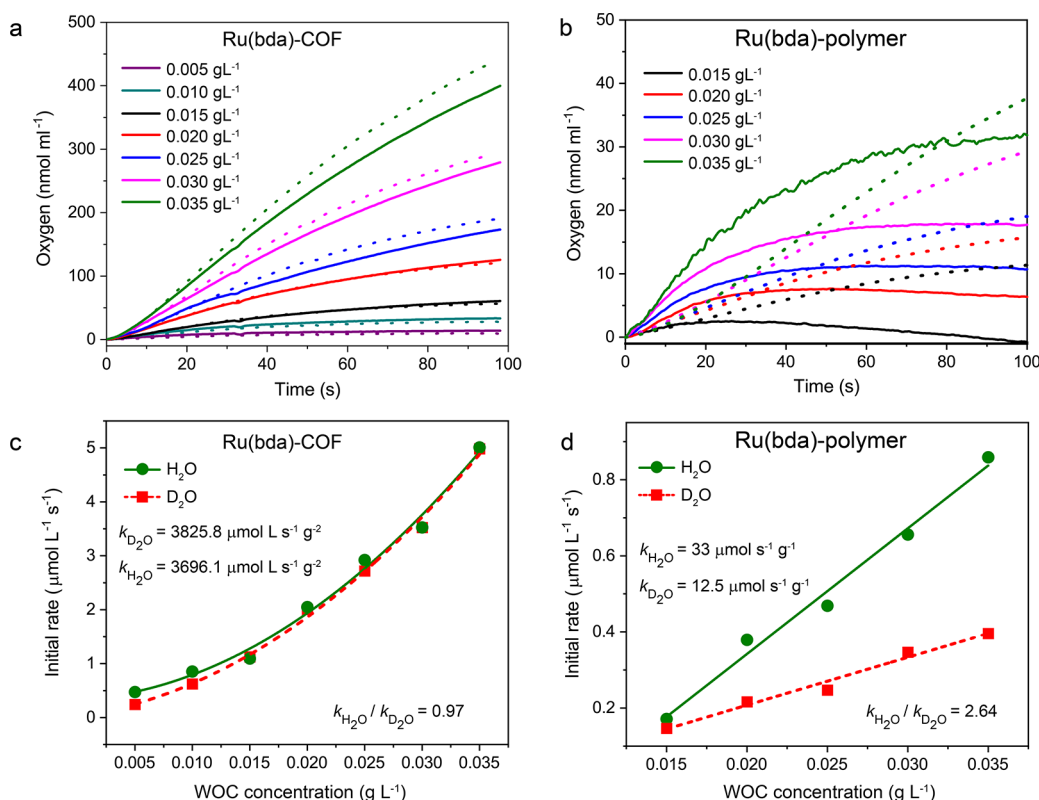 a
Ru(bda)-COF
0.005 gL⁻¹
0.010 gL⁻¹
0.015 gL⁻¹
0.020 gL⁻¹
0.025 gL⁻¹
0.030 gL⁻¹
0.035 gL⁻¹
Oxygen (nmol ml⁻¹)
500
400
300
200
100
0
0 20 40 60 80 100
Time (s)
b
Ru(bda)-polymer
0.015 gL⁻¹
0.020 gL⁻¹
0.025 gL⁻¹
0.030 gL⁻¹
0.035 gL⁻¹
Oxygen (nmol ml⁻¹)
50
40
30
20
10
0
0 20 40 60 80 100
Time (s)
c
Ru(bda)-COF
H₂O
D₂O
k_D₂O = 3825.8 µmol L s⁻¹ g⁻²
k_H₂O = 3696.1 µmol L s⁻¹ g⁻²
k_H₂O / k_D₂O = 0.97
Initial rate (µmol L⁻¹ s⁻¹)
5
4
3
2
1
0
0.005 0.010 0.015 0.020 0.025 0.030 0.035
WOC concentration (g L⁻¹)
d
Ru(bda)-polymer
H₂O
D₂O
k_H₂O = 33 µmol s⁻¹ g⁻¹
k_D₂O = 12.5 µmol s⁻¹ g⁻¹
k_H₂O / k_D₂O = 2.64
Initial rate (µmol L⁻¹ s⁻¹)
0.8
0.6
0.4
0.2
0.015 0.020 0.025 0.030 0.035
WOC concentration (g L⁻¹)